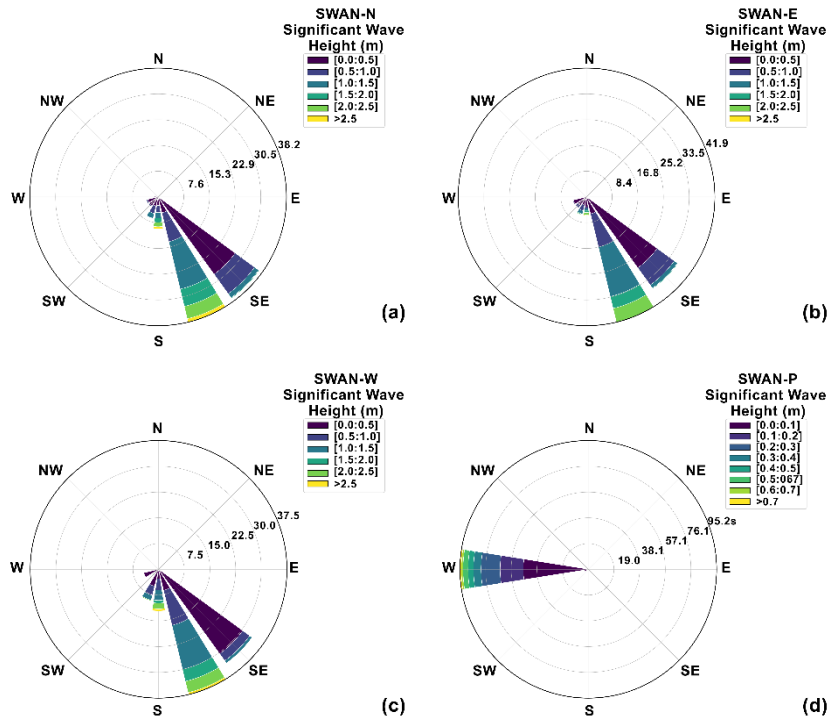 SWAN-N
Significant Wave
Height (m)
[0.0:0.5]
[0.5:1.0]
[1.0:1.5]
[1.5:2.0]
[2.0:2.5]
>2.5
N
NW
NE
W
E
SW
SE
S
7.6
15.3
22.9
30.5
38.2
(a)
SWAN-E
Significant Wave
Height (m)
[0.0:0.5]
[0.5:1.0]
[1.0:1.5]
[1.5:2.0]
[2.0:2.5]
>2.5
N
NW
NE
W
E
SW
SE
S
8.4
16.8
25.2
33.5
41.9
(b)
SWAN-W
Significant Wave
Height (m)
[0.0:0.5]
[0.5:1.0]
[1.0:1.5]
[1.5:2.0]
[2.0:2.5]
>2.5
N
NW
NE
W
E
SW
SE
S
7.5
15.0
22.5
30.0
37.5
(c)
SWAN-P
Significant Wave
Height (m)
[0.0:0.1]
[0.1:0.2]
[0.2:0.3]
[0.3:0.4]
[0.4:0.5]
[0.5:067]
[0.6:0.7]
>0.7
N
NW
NE
W
E
SW
SE
S
19.0
38.1
57.1
76.1
95.2s
(d)